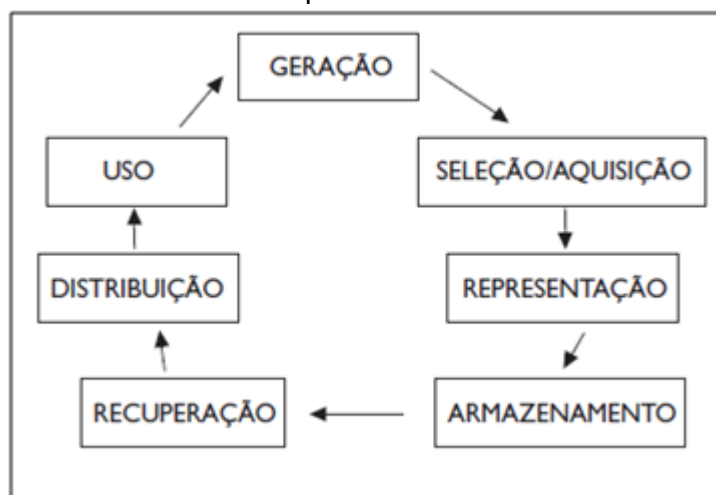 GERAÇÃO
SELEÇÃO/AQUISIÇÃO
REPRESENTAÇÃO
ARMAZENAMENTO
RECUPERAÇÃO
DISTRIBUIÇÃO
USO